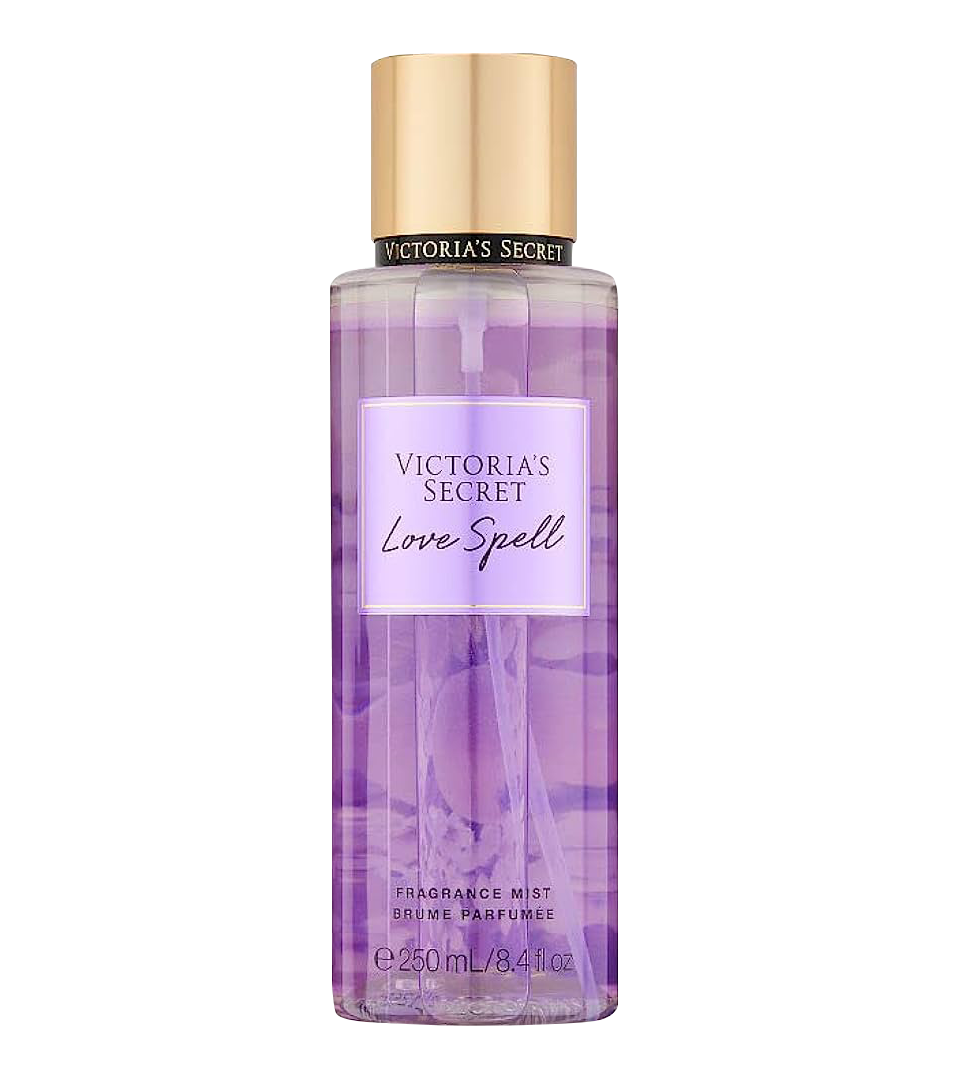 VICTORIA'S SECRET
VICTORIA'S
SECRET
Love Spell
FRAGRANCE MIST
BRUME PARFUMÉE
℮ 250 mL/8.4 fl oz